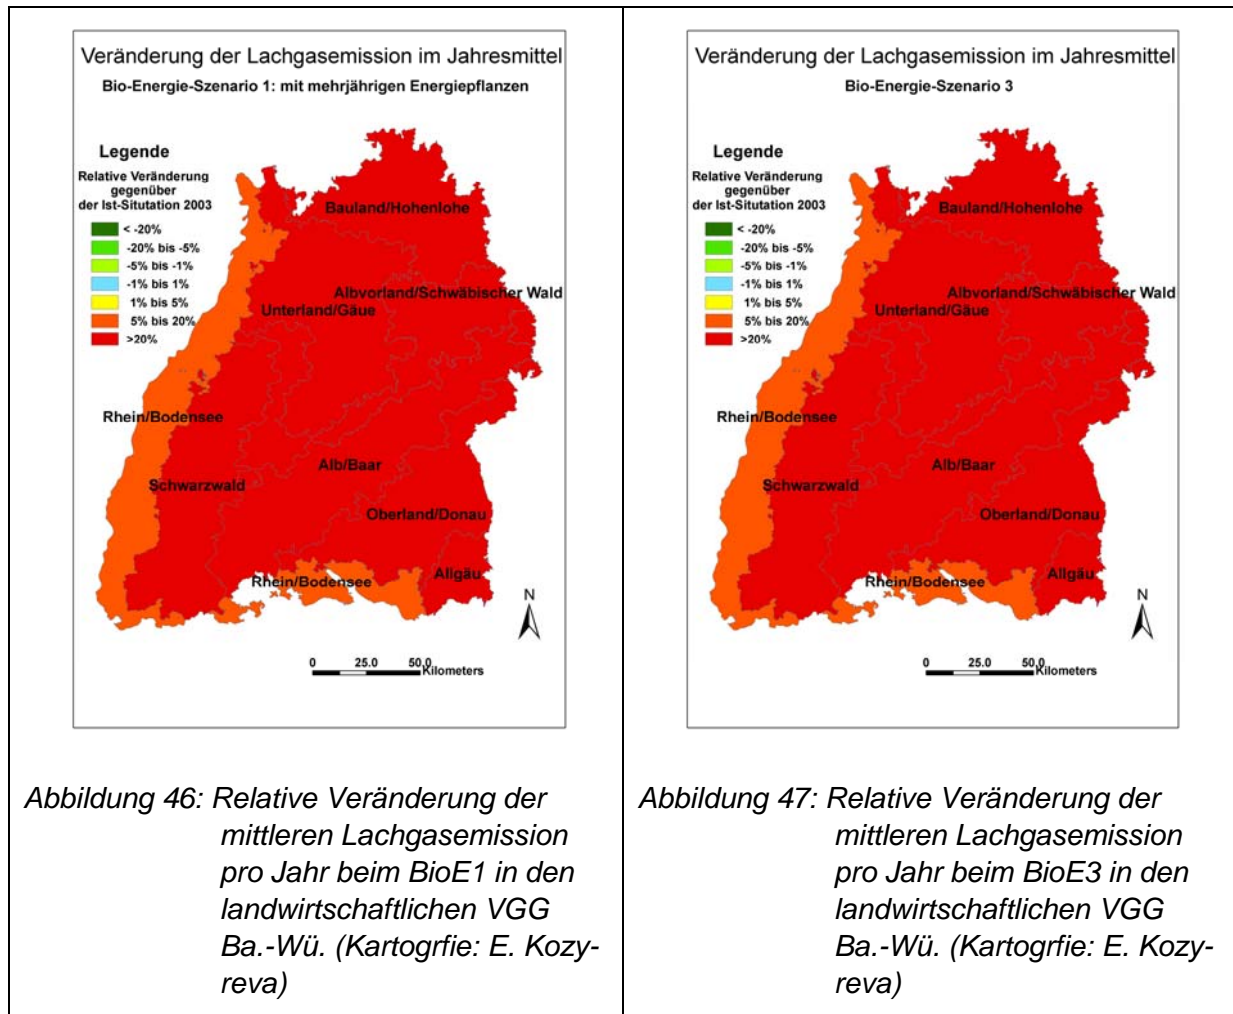 Veränderung der Lachgasemission im Jahresmittel
Bio-Energie-Szenario 1: mit mehrjährigen Energiepflanzen
Legende
Relative Veränderung
gegenüber
der Ist-Situtation 2003
< -20%
-20% bis -5%
-5% bis -1%
-1% bis 1%
1% bis 5%
5% bis 20%
>20%
Bauland/Hohenlohe
Albvorland/Schwäbischer Wald
Unterland/Gäue
Rhein/Bodensee
Alb/Baar
Schwarzwald
Oberland/Donau
Allgäu
Rhein/Bodensee
N
0 25.0 50.0
Kilometers
Abbildung 46: Relative Veränderung der
mittleren Lachgasemission
pro Jahr beim BioE1 in den
landwirtschaftlichen VGG
Ba.-Wü. (Kartogrfie: E. Kozy-
reva)
Veränderung der Lachgasemission im Jahresmittel
Bio-Energie-Szenario 3
Legende
Relative Veränderung
gegenüber
der Ist-Situtation 2003
< -20%
-20% bis -5%
-5% bis -1%
-1% bis 1%
1% bis 5%
5% bis 20%
>20%
Bauland/Hohenlohe
Albvorland/Schwäbischer Wald
Unterland/Gäue
Rhein/Bodensee
Alb/Baar
Schwarzwald
Oberland/Donau
Allgäu
Rhein/Bodensee
N
0 25.0 50.0
Kilometers
Abbildung 47: Relative Veränderung der
mittleren Lachgasemission
pro Jahr beim BioE3 in den
landwirtschaftlichen VGG
Ba.-Wü. (Kartogrfie: E. Kozy-
reva)